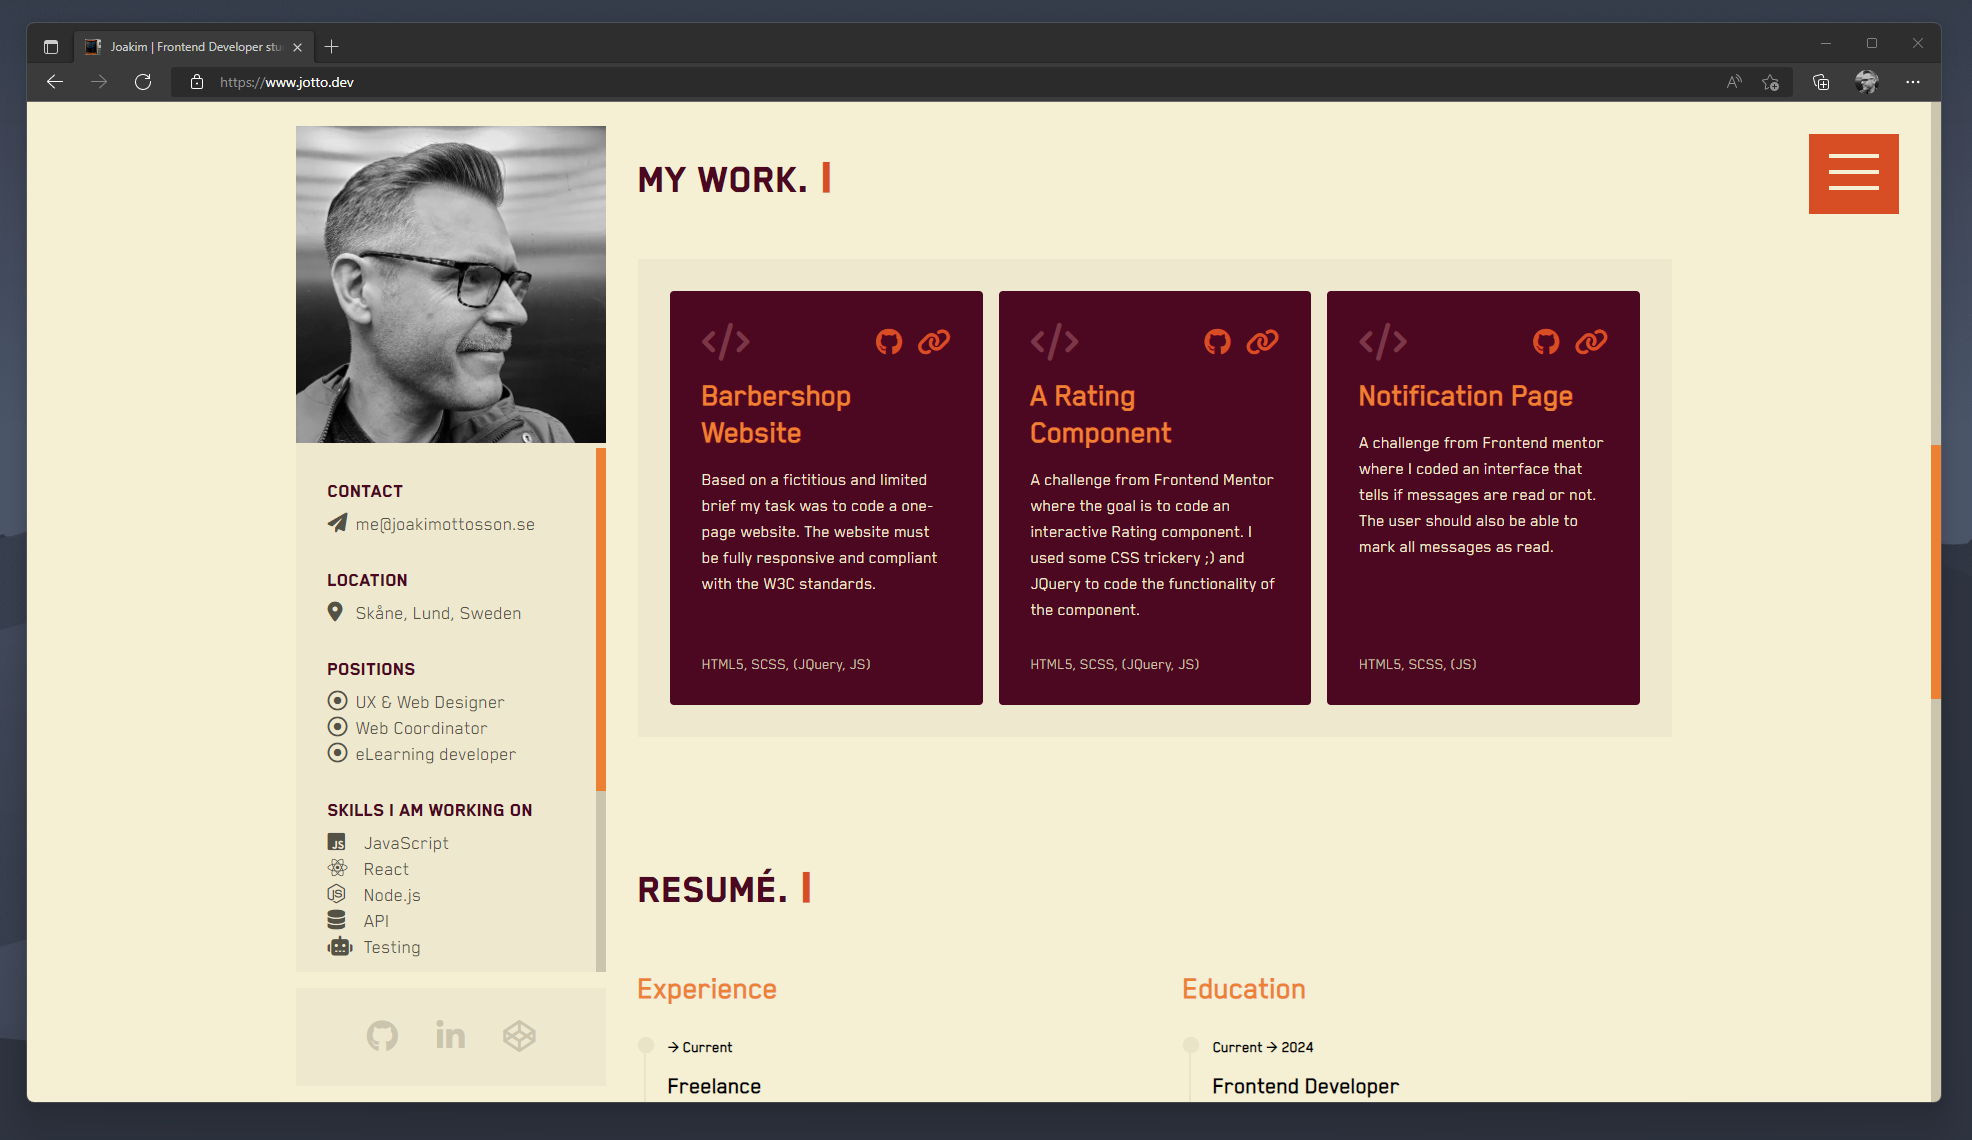 Joakim | Frontend Developer stu
https://www.jotto.dev
MY WORK.
Barbershop
Website
Based on a fictitious and limited
brief my task was to code a one-
page website. The website must
be fully responsive and compliant
with the W3C standards.
HTML5, SCSS, (JQuery, JS)
A Rating
Component
A challenge from Frontend Mentor
where the goal is to code an
interactive Rating component. I
used some CSS trickery ;) and
JQuery to code the functionality of
the component.
HTML5, SCSS, (JQuery, JS)
Notification Page
A challenge from Frontend mentor
where I coded an interface that
tells if messages are read or not.
The user should also be able to
mark all messages as read.
HTML5, SCSS, (JS)
CONTACT
me@joakimottosson.se
LOCATION
Skåne, Lund, Sweden
POSITIONS
UX & Web Designer
Web Coordinator
eLearning developer
SKILLS I AM WORKING ON
JavaScript
React
Node.js
API
Testing
RESUMÉ.
Experience
→ Current
Freelance
Education
Current → 2024
Frontend Developer